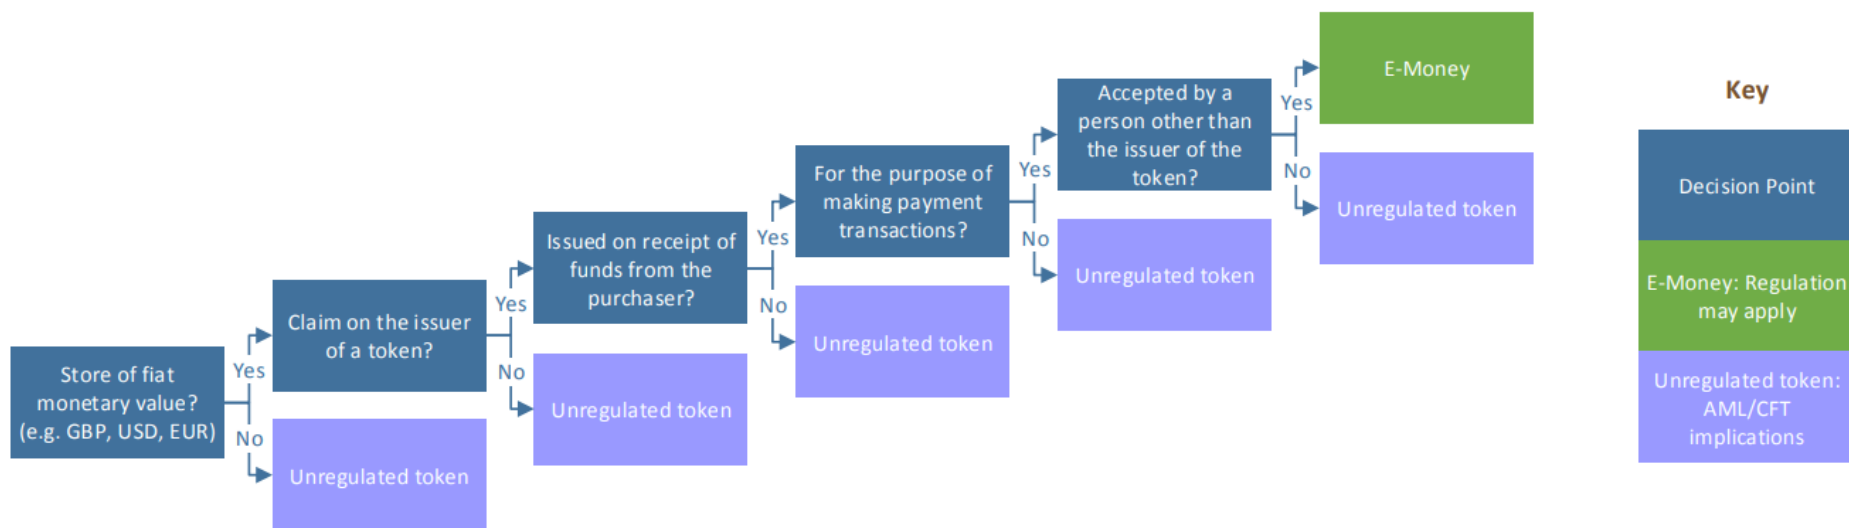 Store of fiat
monetary value?
(e.g. GBP, USD, EUR)
Yes
No
Unregulated token
Claim on the issuer
of a token?
Yes
No
Unregulated token
Issued on receipt of
funds from the
purchaser?
Yes
No
Unregulated token
For the purpose of
making payment
transactions?
Yes
No
Unregulated token
Accepted by a
person other than
the issuer of the
token?
Yes
No
E-Money
Unregulated token
Key
Decision Point
E-Money: Regulation
may apply
Unregulated token:
AML/CFT
implications